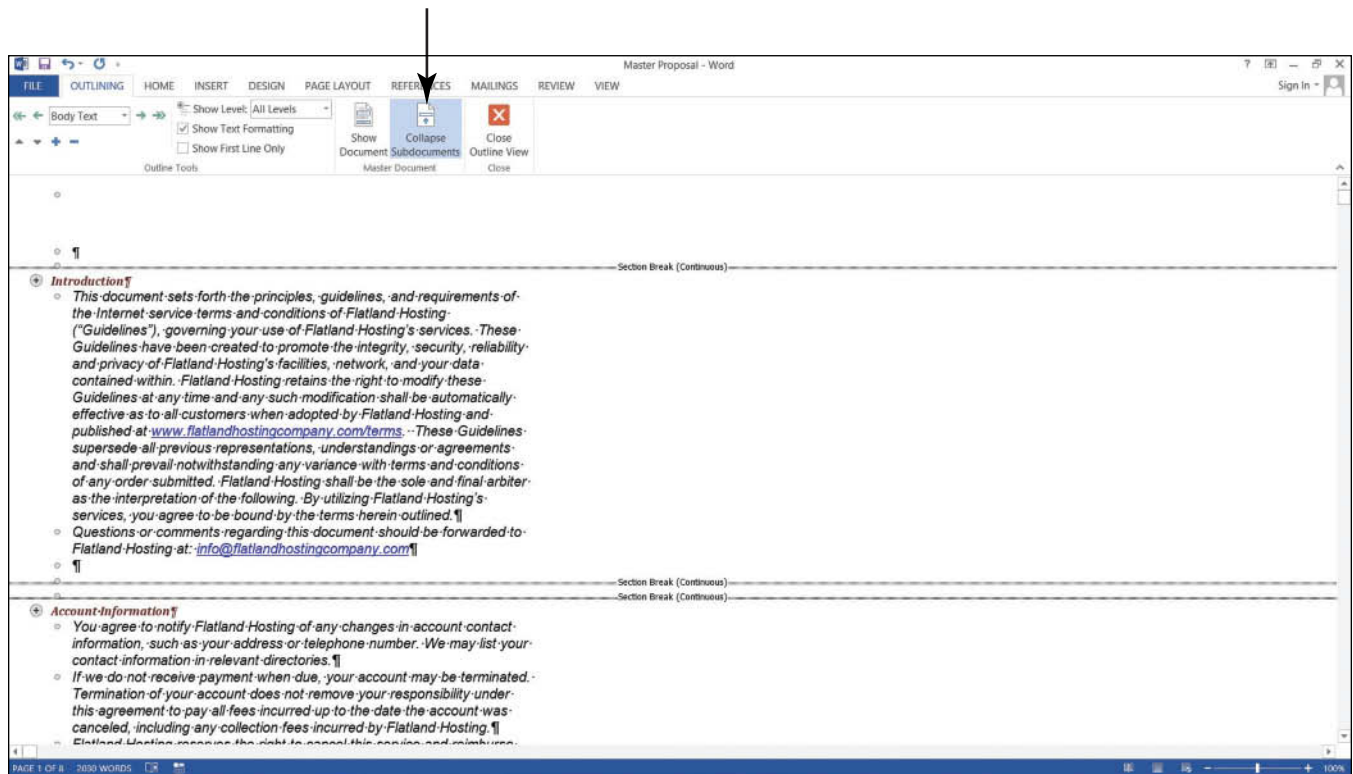 Master Proposal - Word
Sign In
FILE OUTLINING HOME INSERT DESIGN PAGE LAYOUT REFERENCES MAILINGS REVIEW VIEW
Body Text
Show Level: All Levels
Show Text Formatting
Show First Line Only
Outline Tools
Show Document
Collapse Subdocuments
Master Document
Close Outline View
Close
¶
Section Break (Continuous)
Introduction¶
This·document·sets·forth·the·principles,·guidelines,·and·requirements·of·
the·Internet·service·terms·and·conditions·of·Flatland·Hosting·
("Guidelines"),·governing·your·use·of·Flatland·Hosting's·services.·These·
Guidelines·have·been·created·to·promote·the·integrity,·security,·reliability·
and·privacy·of·Flatland·Hosting's·facilities,·network,·and·your·data·
contained·within.·Flatland·Hosting·retains·the·right·to·modify·these·
Guidelines·at·any·time·and·any·such·modification·shall·be·automatically·
effective·as·to·all·customers·when·adopted·by·Flatland·Hosting·and·
published·at·www.flatlandhostingcompany.com/terms.··These·Guidelines·
supersede·all·previous·representations,·understandings·or·agreements·
and·shall·prevail·notwithstanding·any·variance·with·terms·and·conditions·
of·any·order·submitted.·Flatland·Hosting·shall·be·the·sole·and·final·arbiter·
as·the·interpretation·of·the·following.·By·utilizing·Flatland·Hosting's·
services,·you·agree·to·be·bound·by·the·terms·herein·outlined.¶
Questions·or·comments·regarding·this·document·should·be·forwarded·to·
Flatland·Hosting·at:·info@flatlandhostingcompany.com¶
¶
Section Break (Continuous)
Section Break (Continuous)
Account·Information¶
You·agree·to·notify·Flatland·Hosting·of·any·changes·in·account·contact·
information,·such·as·your·address·or·telephone·number.·We·may·list·your·
contact·information·in·relevant·directories.¶
If·we·do·not·receive·payment·when·due,·your·account·may·be·terminated.·
Termination·of·your·account·does·not·remove·your·responsibility·under·
this·agreement·to·pay·all·fees·incurred·up·to·the·date·the·account·was·
canceled,·including·any·collection·fees·incurred·by·Flatland·Hosting.¶
Flatland·Hosting·reserves·the·right·to·cancel·this·service·and·reimburse·
PAGE 1 OF 8 2030 WORDS
100%